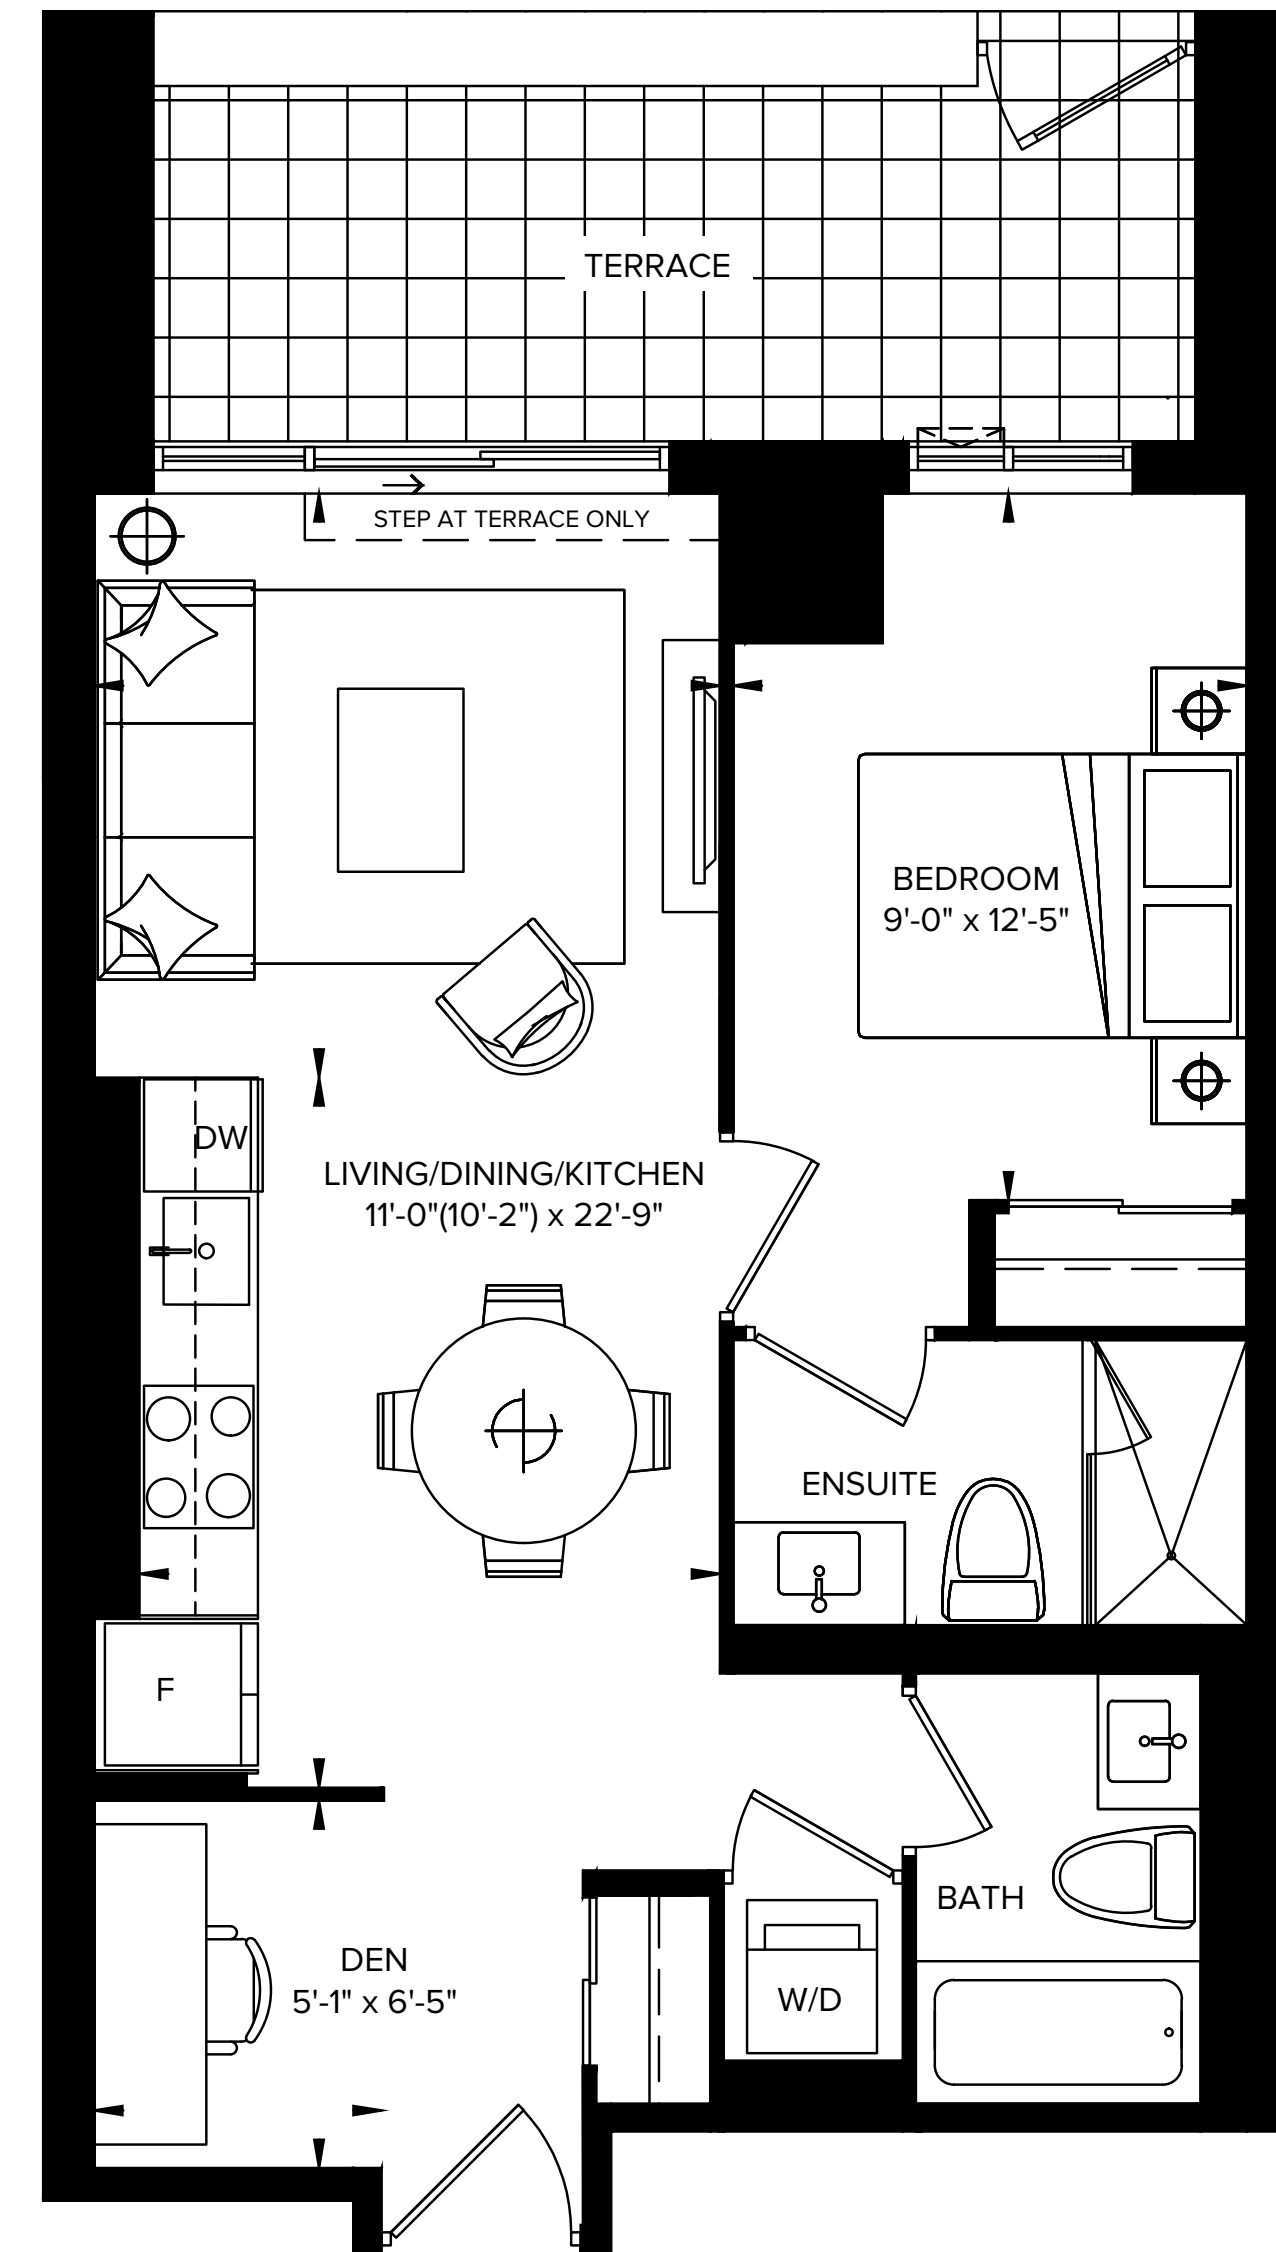 TERRACE
STEP AT TERRACE ONLY
BEDROOM
9'-0" x 12'-5"
DW
LIVING/DINING/KITCHEN
11'-0"(10'-2") x 22'-9"
ENSUITE
F
BATH
DEN
5'-1" x 6'-5"
W/D